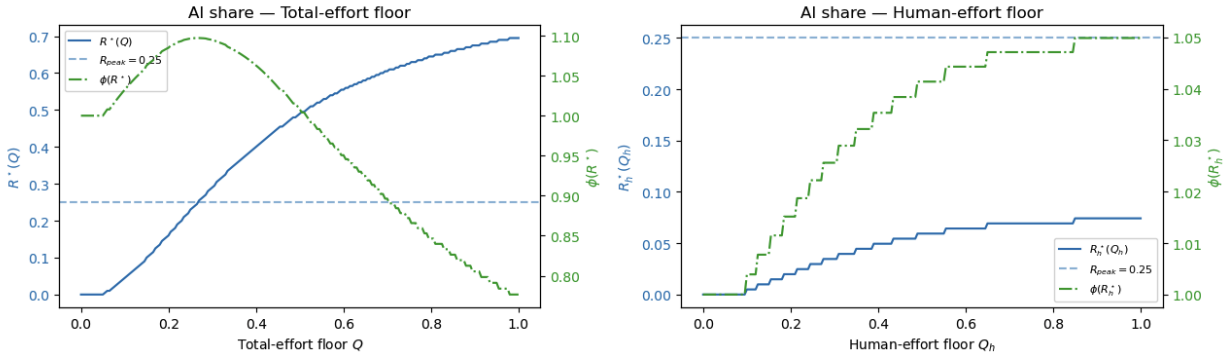 AI share — Total-effort floor
R*(Q)
R_peak = 0.25
ϕ(R*)
0.7
0.6
0.5
0.4
0.3
0.2
0.1
0.0
R*(Q)
1.10
1.05
1.00
0.95
0.90
0.85
0.80
ϕ(R*)
0.0 0.2 0.4 0.6 0.8 1.0
Total-effort floor Q
AI share — Human-effort floor
0.25
0.20
0.15
0.10
0.05
0.00
R*_h(Q_h)
R*_h(Q_h)
R_peak = 0.25
ϕ(R*_h)
1.05
1.04
1.03
1.02
1.01
1.00
ϕ(R*_h)
0.0 0.2 0.4 0.6 0.8 1.0
Human-effort floor Q_h